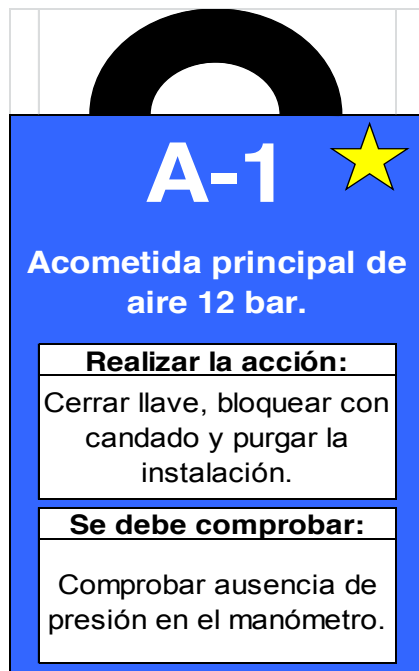 A-1
Acometida principal de
aire 12 bar.
Realizar la acción:
Cerrar llave, bloquear con
candado y purgar la
instalación.
Se debe comprobar:
Comprobar ausencia de
presión en el manómetro.